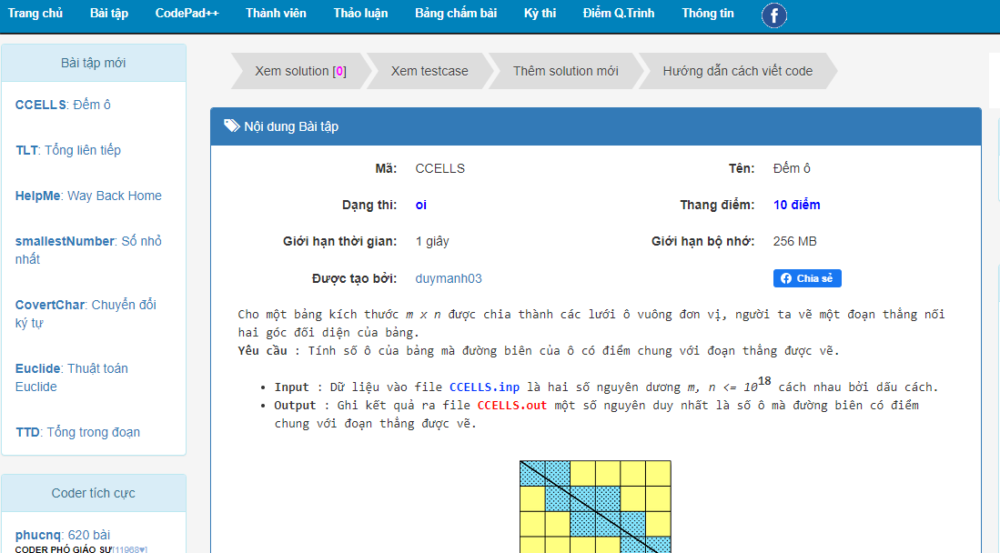 Trang chủ Bài tập CodePad++ Thành viên Thảo luận Bảng chấm bài Kỳ thi Điểm Q.Trình Thông tin f
Bài tập mới
CCELLS: Đếm ô
TLT: Tổng liên tiếp
HelpMe: Way Back Home
smallestNumber: Số nhỏ
nhất
CovertChar: Chuyển đổi
ký tự
Euclide: Thuật toán
Euclide
TTD: Tổng trong đoạn
Coder tích cực
phucnq: 620 bài
CODER PHÓ GIÁO SƯ[11968▾]
Xem solution [0] Xem testcase Thêm solution mới Hướng dẫn cách viết code
Nội dung Bài tập
Mã: CCELLS Tên: Đếm ô
Dạng thi: oi Thang điểm: 10 điểm
Giới hạn thời gian: 1 giây Giới hạn bộ nhớ: 256 MB
Được tạo bởi: duymanh03 Chia sẻ
Cho một bảng kích thước m x n được chia thành các lưới ô vuông đơn vị, người ta vẽ một đoạn thẳng nối
hai góc đối diện của bảng.
Yêu cầu : Tính số ô của bảng mà đường biên của ô có điểm chung với đoạn thẳng được vẽ.
• Input : Dữ liệu vào file CCELLS.inp là hai số nguyên dương m, n <= 10^18 cách nhau bởi dấu cách.
• Output : Ghi kết quả ra file CCELLS.out một số nguyên duy nhất là số ô mà đường biên có điểm
chung với đoạn thẳng được vẽ.